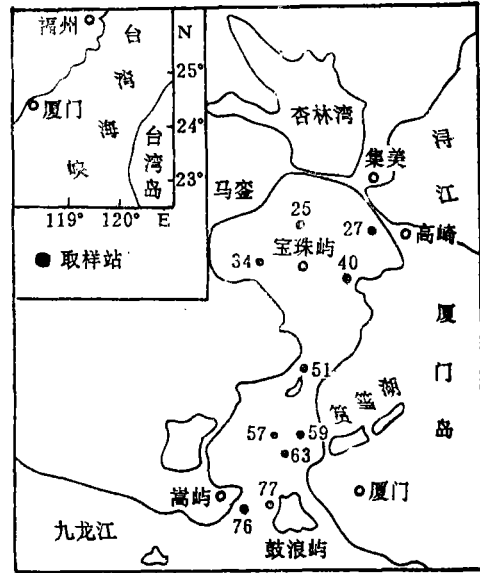 福州
台
湾
海
峡
厦门
台
湾
岛
N
25°
24°
23°
119°
120°
E
取样站
杏林湾
集美
浔
江
马銮
25
27
高崎
宝珠屿
34
40
厦
门
岛
51
筼筜湖
57
59
63
嵩屿
77
厦门
76
鼓浪屿
九龙江